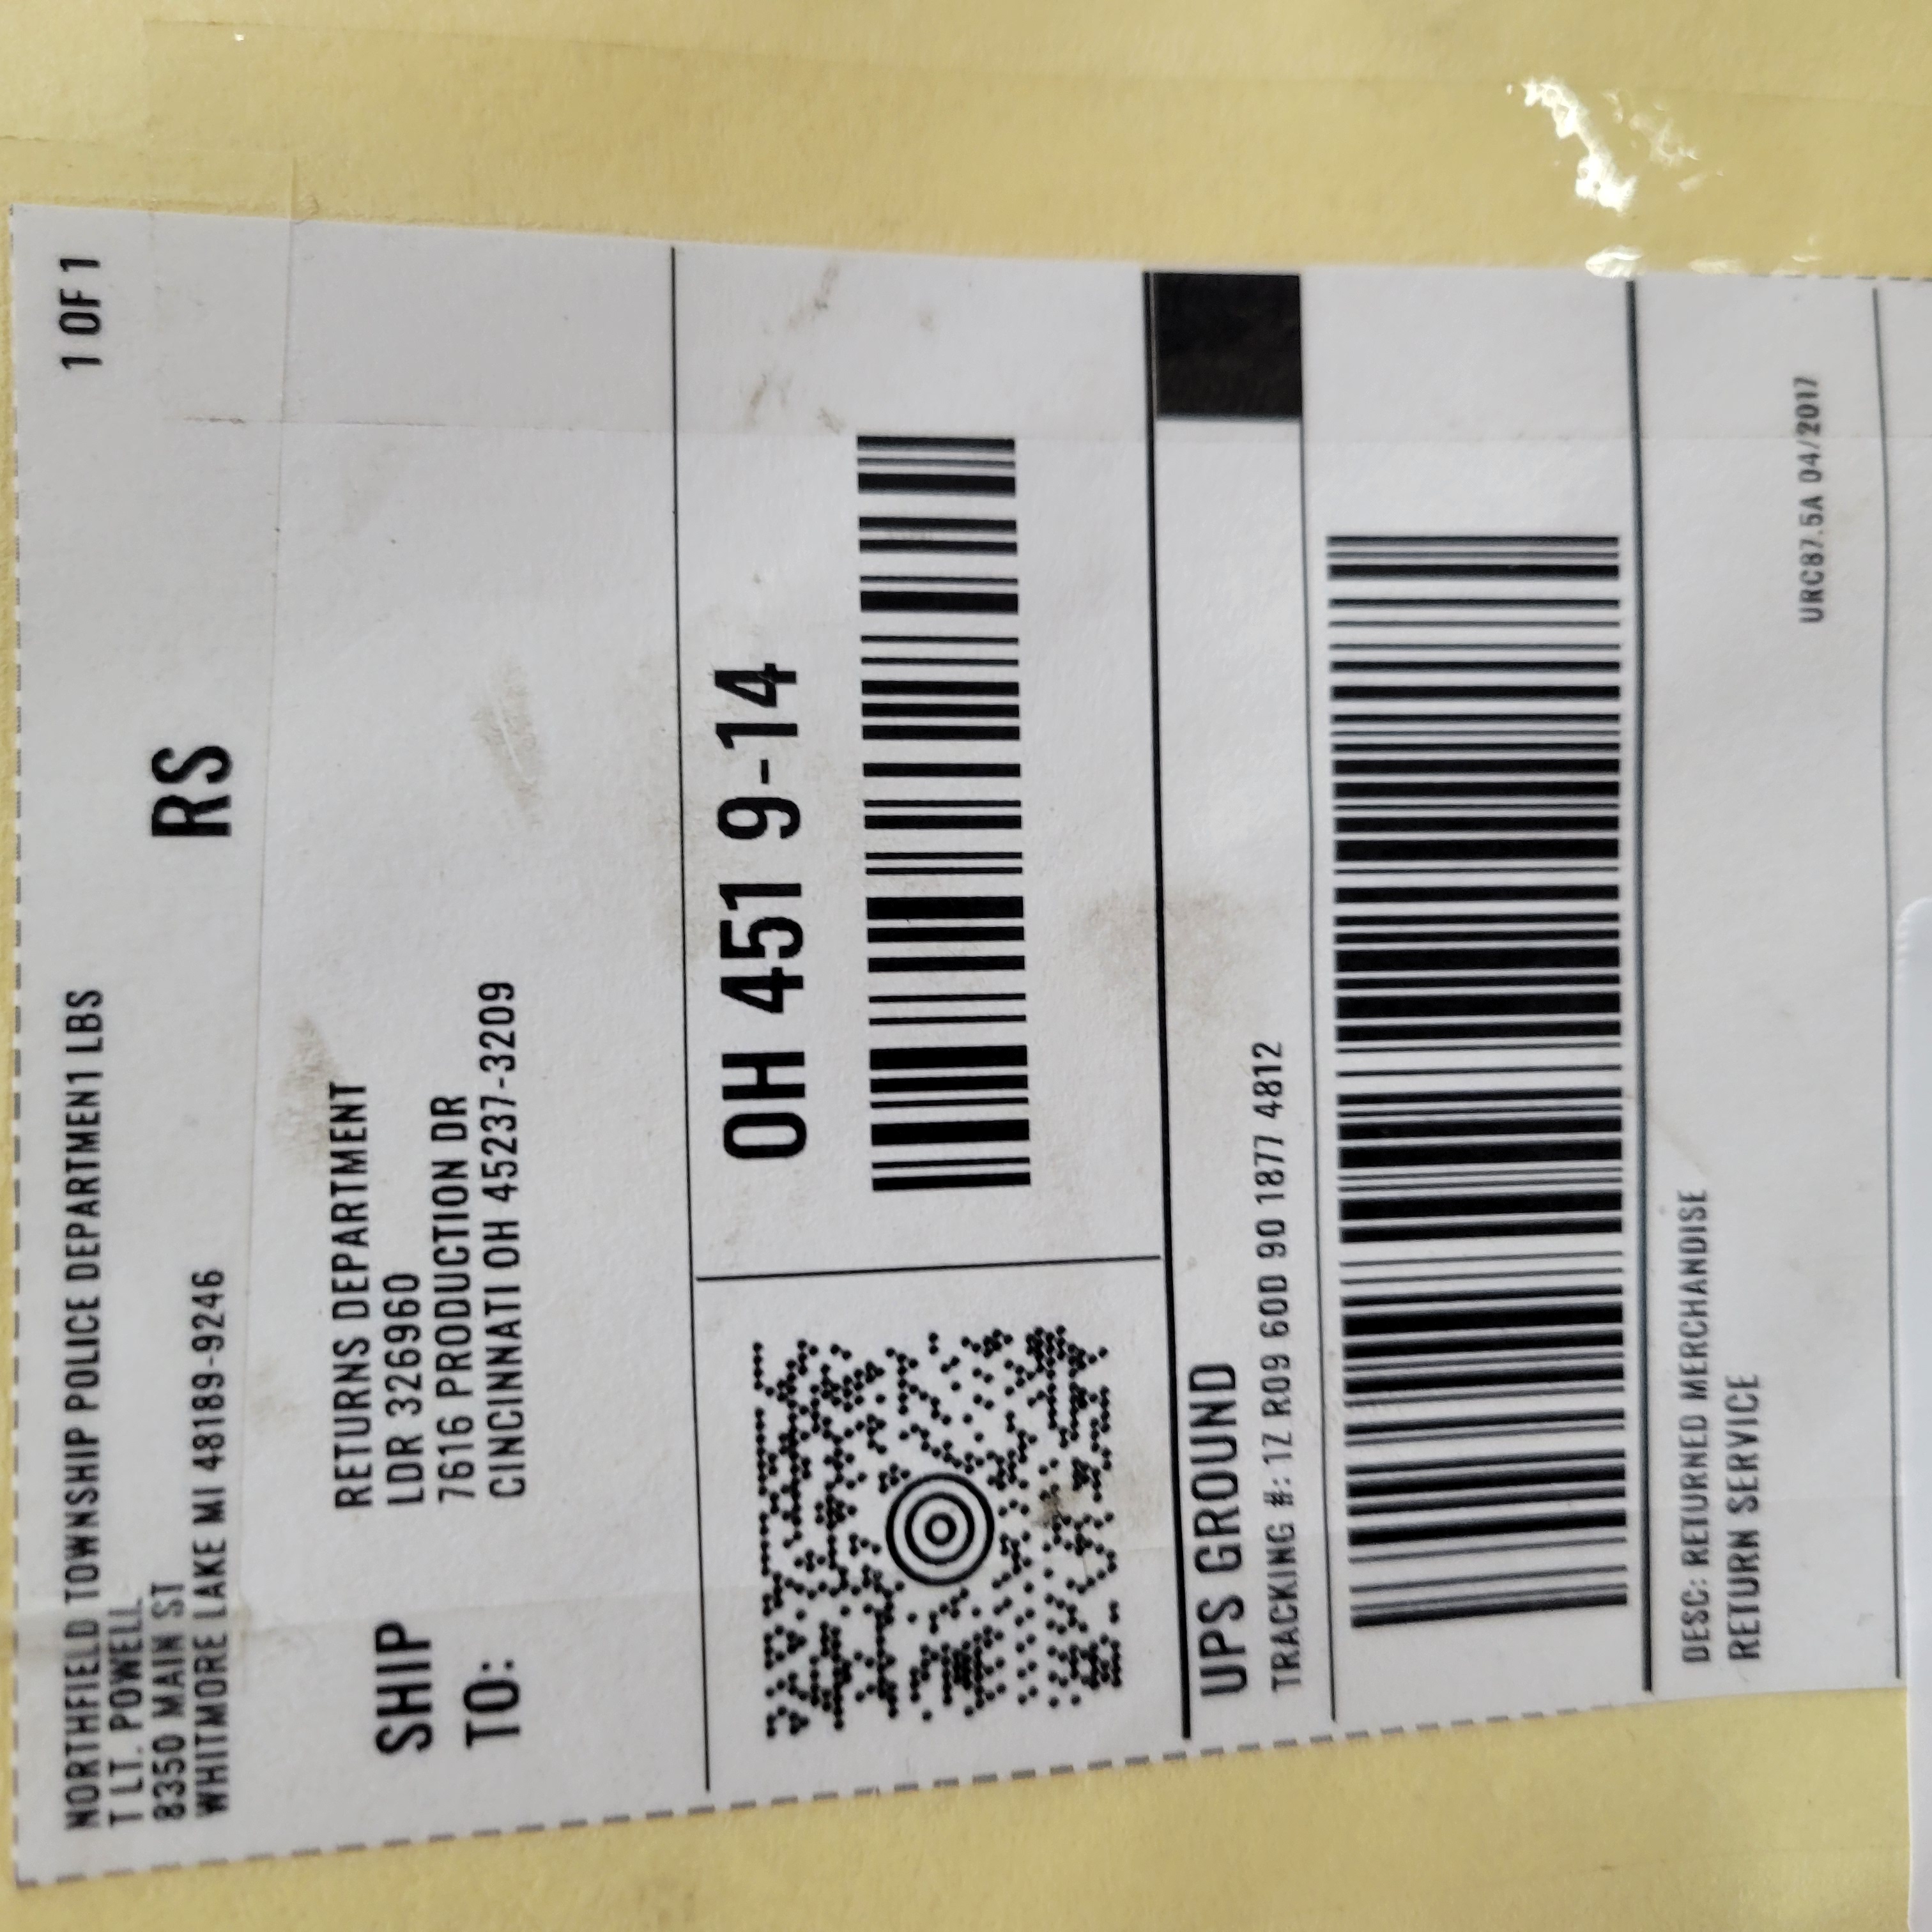 NORTHFIELD TOWNSHIP POLICE DEPARTMEN1 LBS
1 OF 1
T LT. POWELL
8350 MAIN ST
WHITMORE LAKE MI 48189-9246
RS
SHIP
TO:
RETURNS DEPARTMENT
LDR 326960
7616 PRODUCTION DR
CINCINNATI OH 45237-3209
OH 451 9-14
UPS GROUND
TRACKING #: 1Z R09 60D 90 1877 4812
DESC: RETURNED MERCHANDISE
RETURN SERVICE
URC87.5A 04/2017